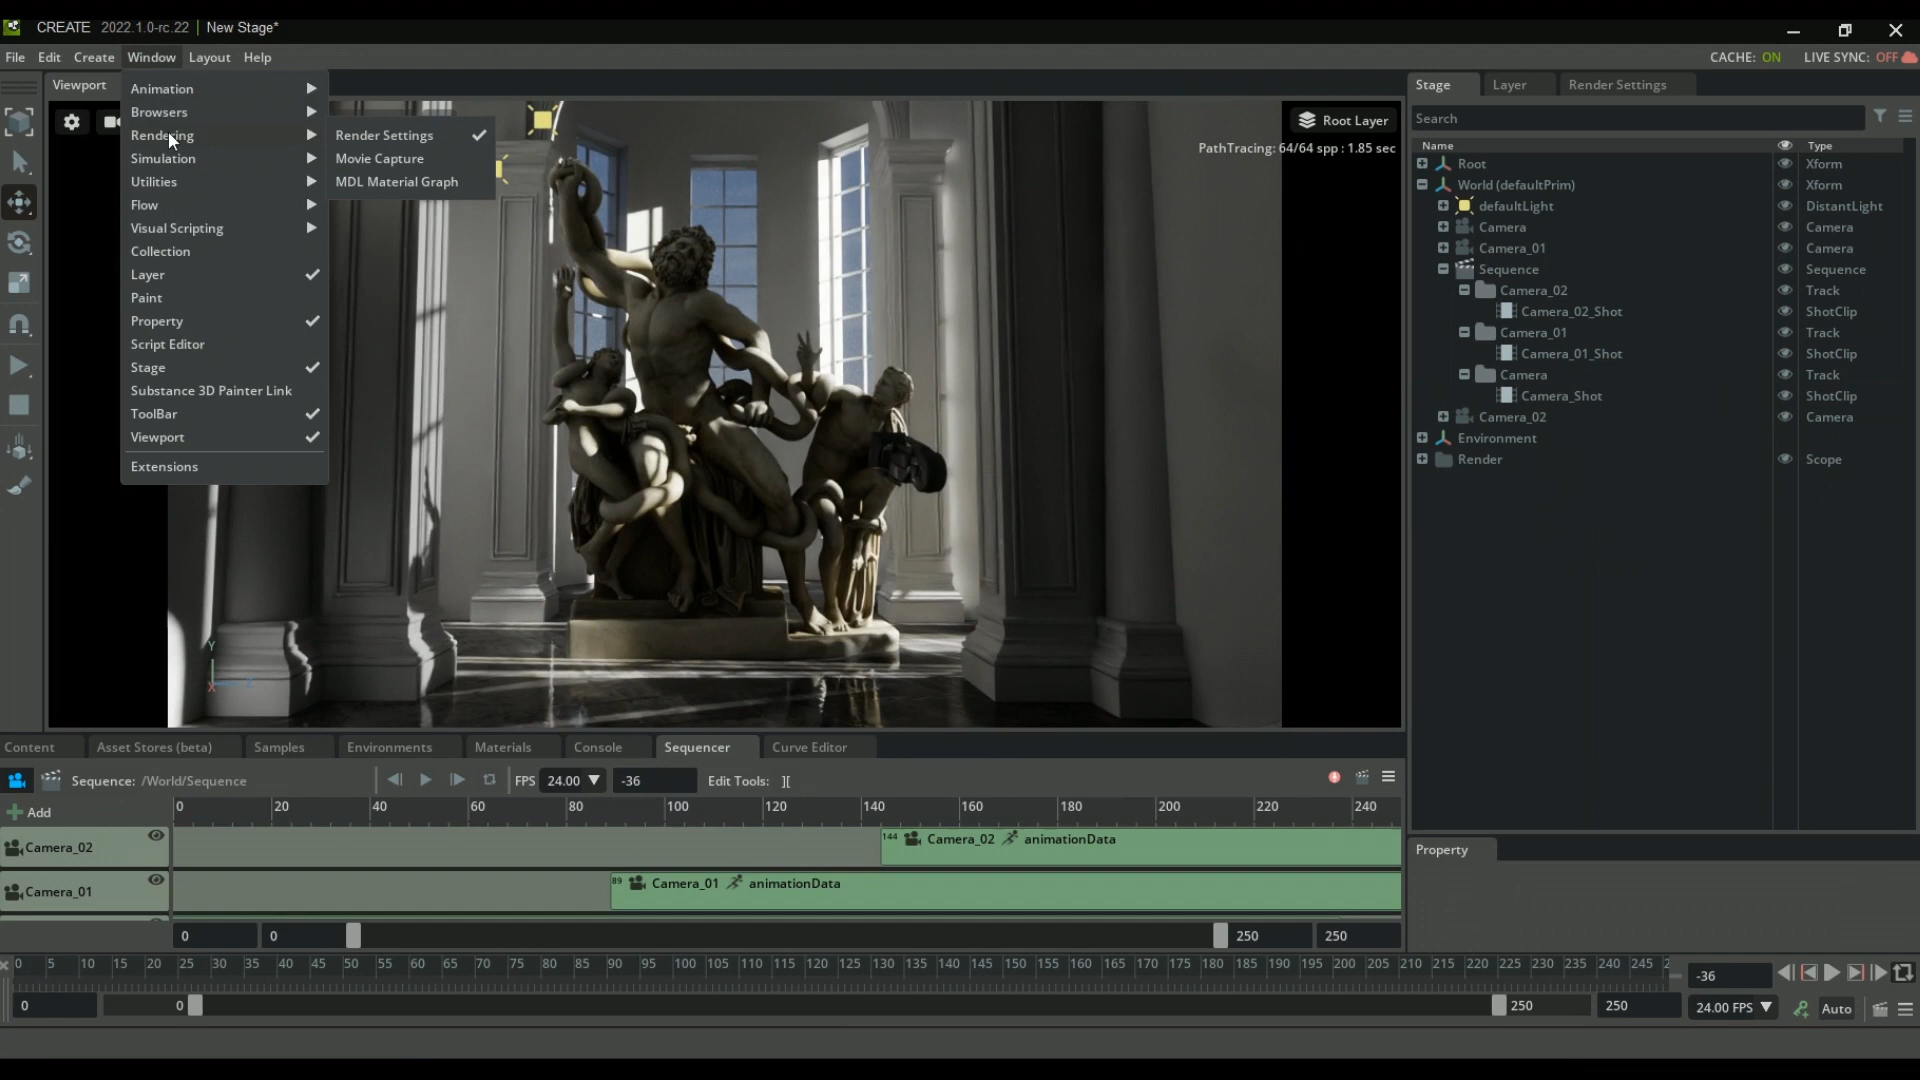 CREATE 2022.1.0-rc.22 | New Stage*
File Edit Create Window Layout Help
CACHE: ON LIVE SYNC: OFF
Viewport
Animation
Browsers
Rendering
Simulation
Utilities
Flow
Visual Scripting
Collection
Layer
Paint
Property
Script Editor
Stage
Substance 3D Painter Link
ToolBar
Viewport
Extensions
Render Settings
Movie Capture
MDL Material Graph
Root Layer
PathTracing: 64/64 spp : 1.85 sec
Y
X
Z
Stage Layer Render Settings
Search
Name Type
Root Xform
World (defaultPrim) Xform
defaultLight DistantLight
Camera Camera
Camera_01 Camera
Sequence Sequence
Camera_02 Track
Camera_02_Shot ShotClip
Camera_01 Track
Camera_01_Shot ShotClip
Camera Track
Camera_Shot ShotClip
Camera_02 Camera
Environment
Render Scope
Property
Content Asset Stores (beta) Samples Environments Materials Console Sequencer Curve Editor
Sequence: /World/Sequence FPS 24.00 -36 Edit Tools: ][
Add
0 20 40 60 80 100 120 140 160 180 200 220 240
Camera_02 144 Camera_02 animationData
Camera_01 89 Camera_01 animationData
0 0 250 250
0 5 10 15 20 25 30 35 40 45 50 55 60 65 70 75 80 85 90 95 100 105 110 115 120 125 130 135 140 145 150 155 160 165 170 175 180 185 190 195 200 205 210 215 220 225 230 235 240 245 -36
0 0 250 250 24.00 FPS Auto